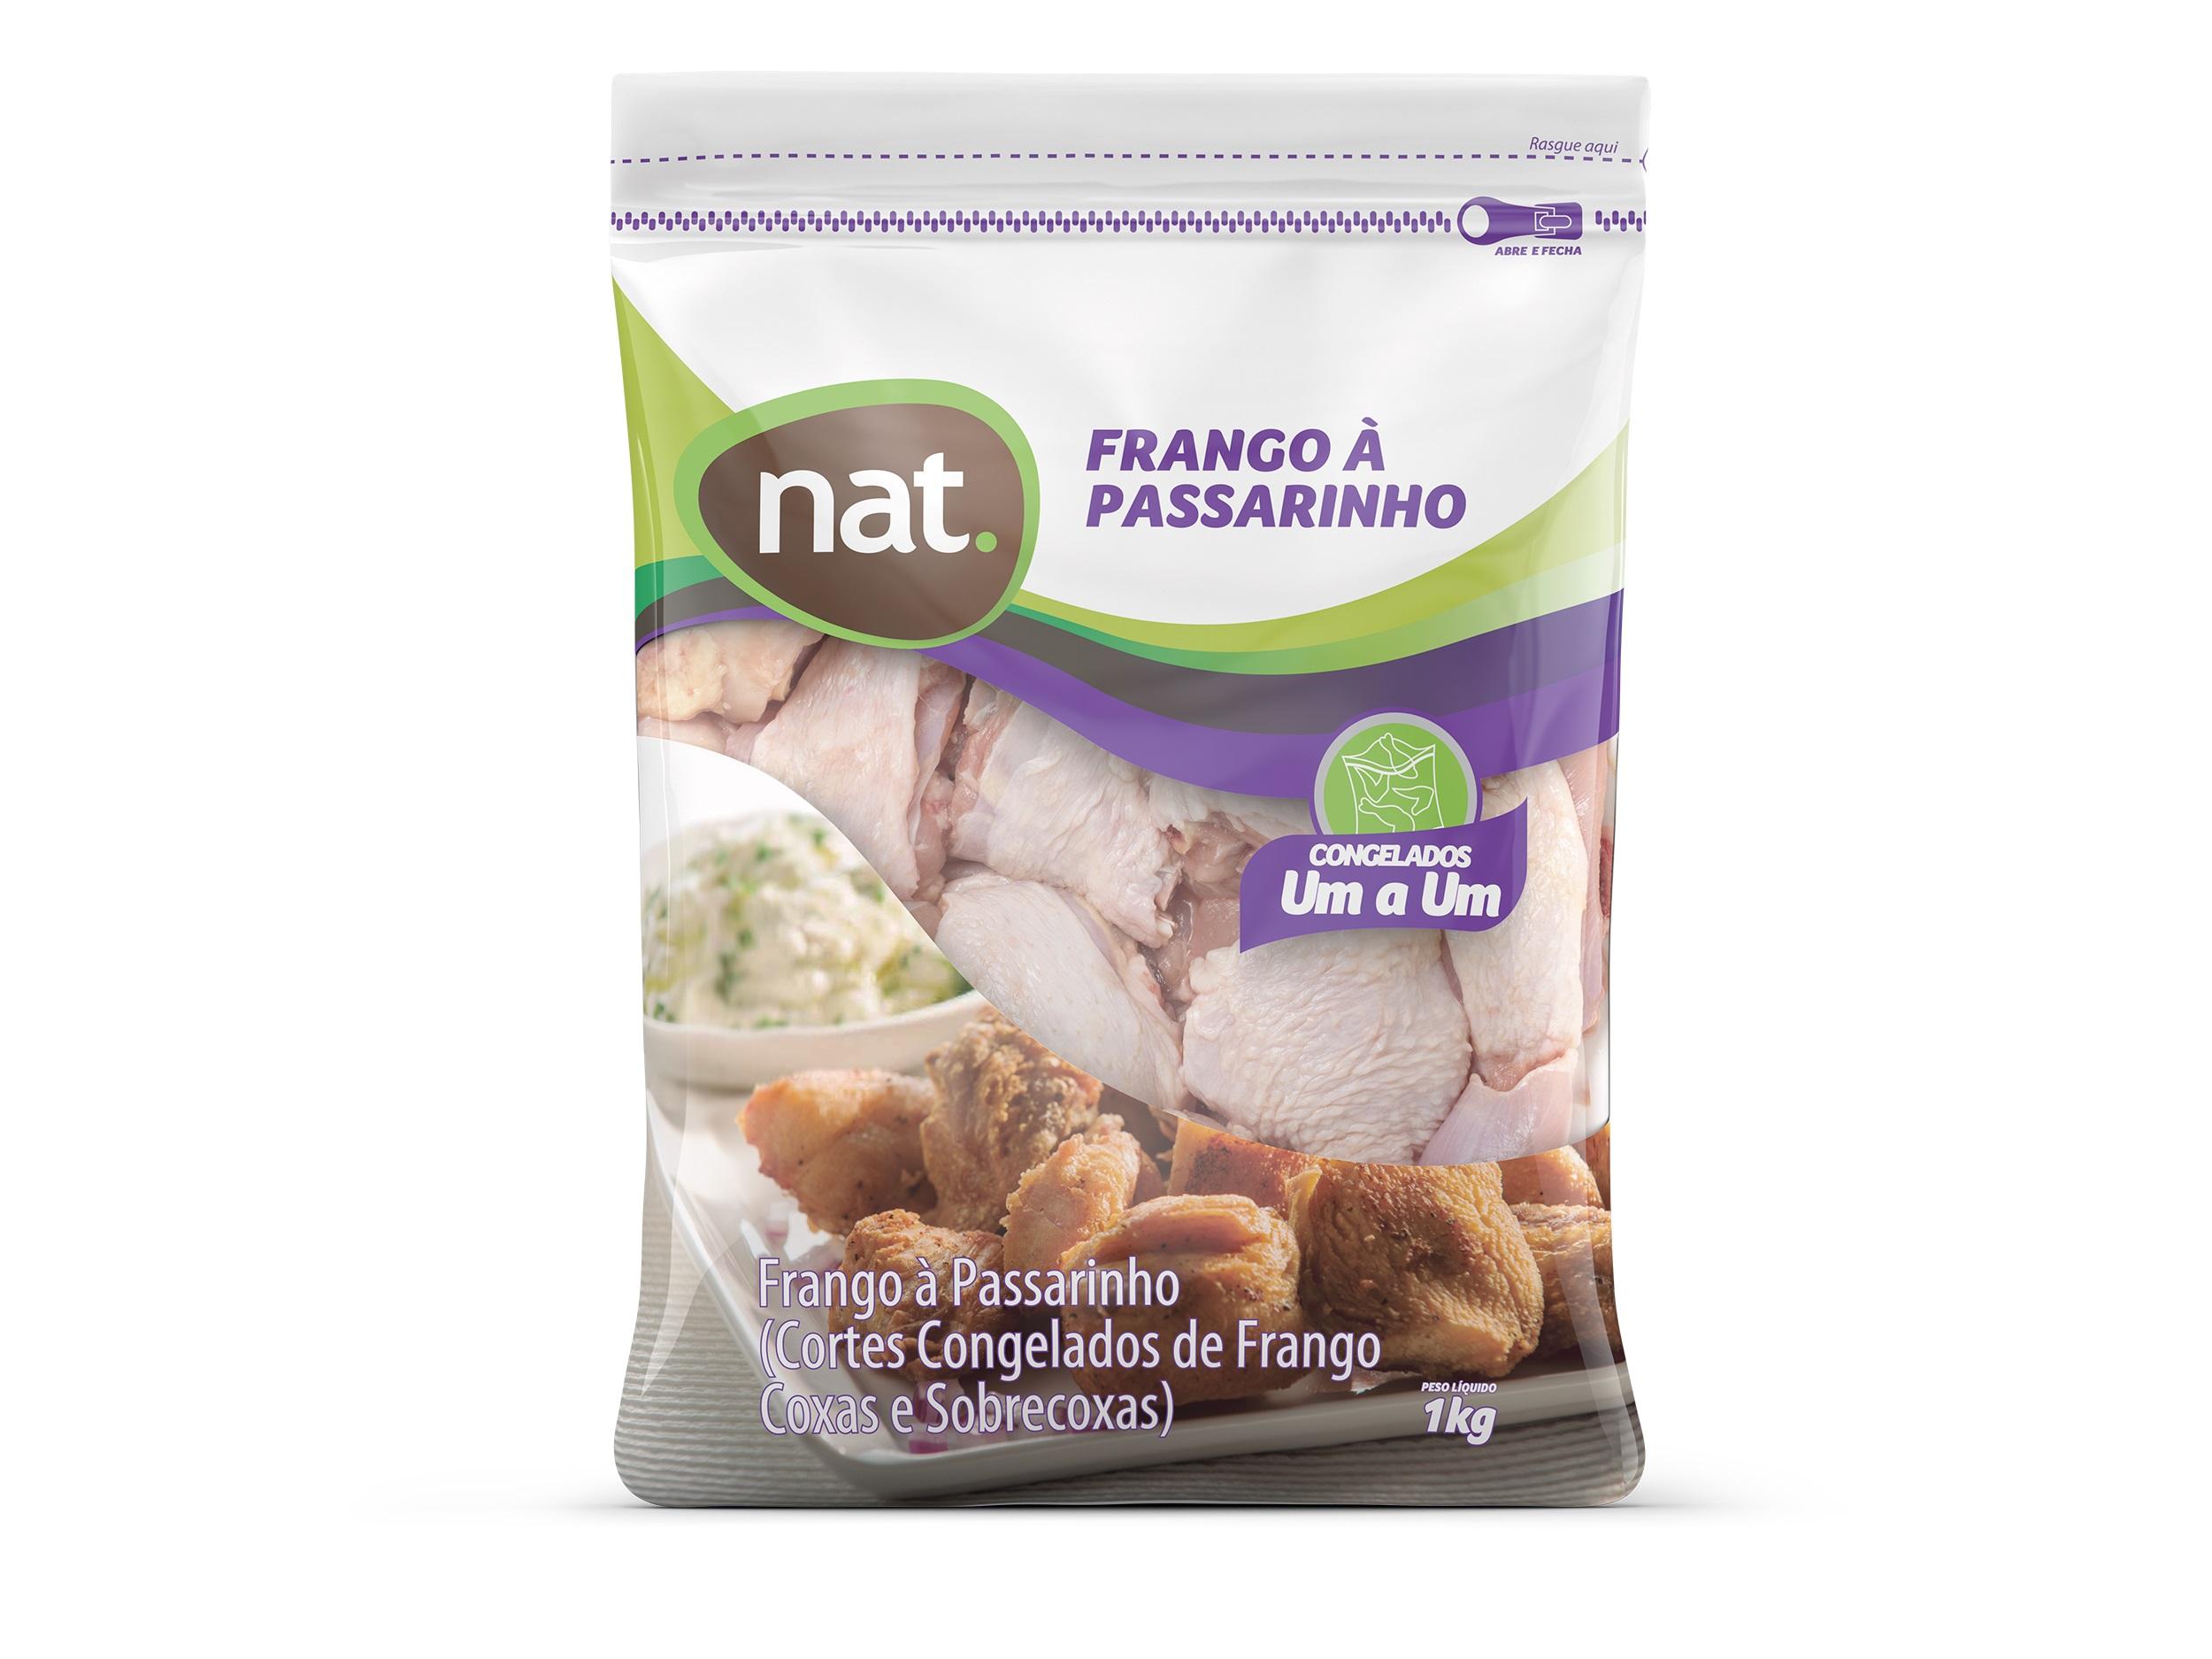 Rasgue aqui
ABRE E FECHA
nat.
FRANGO À
PASSARINHO
CONGELADOS
Um a Um
Frango à Passarinho
(Cortes Congelados de Frango
Coxas e Sobrecoxas)
PESO LÍQUIDO
1kg